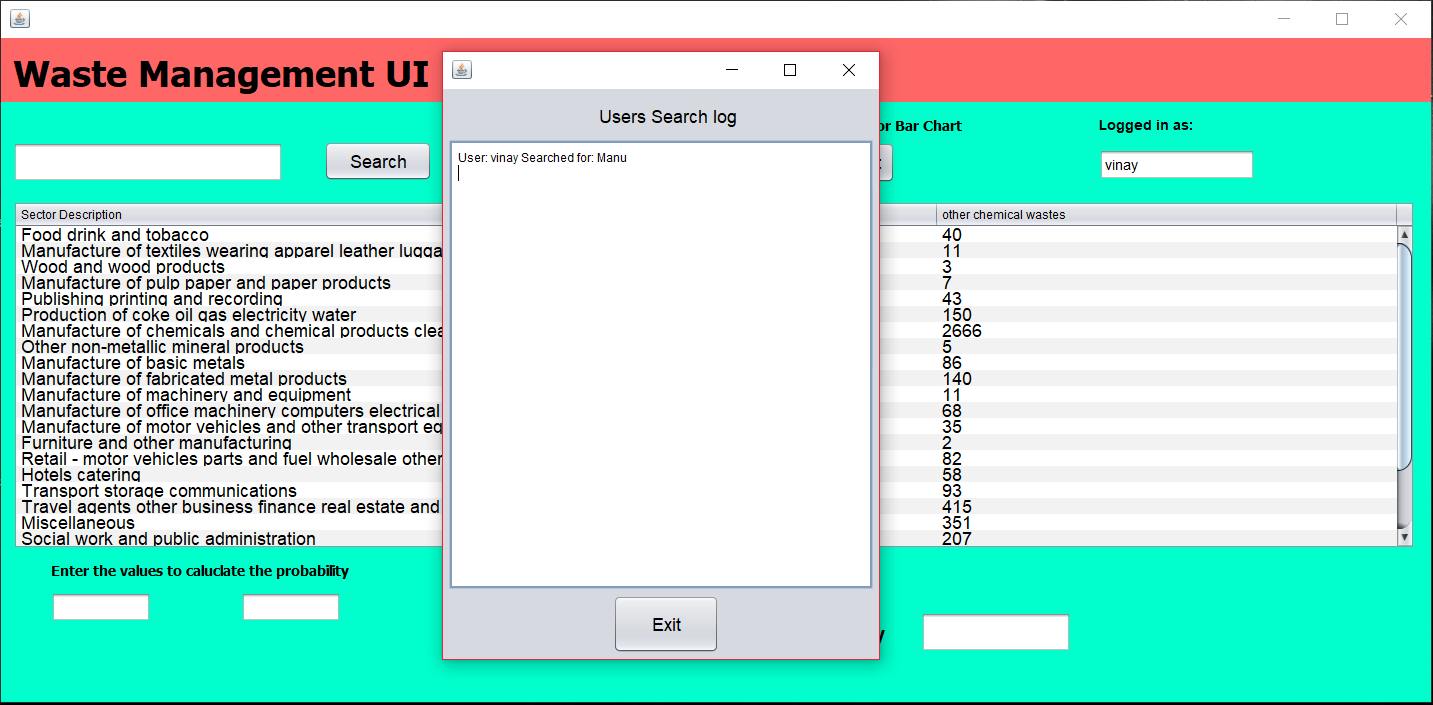 Waste Management UI
Users Search log
User: vinay Searched for: Manu
Exit
or Bar Chart
Logged in as:
Search
vinay
Sector Description
other chemical wastes
Food drink and tobacco 40
Manufacture of textiles wearing apparel leather lugga 11
Wood and wood products 3
Manufacture of pulp paper and paper products 7
Publishing printing and recording 43
Production of coke oil gas electricity water 150
Manufacture of chemicals and chemical products clea 2666
Other non-metallic mineral products 5
Manufacture of basic metals 86
Manufacture of fabricated metal products 140
Manufacture of machinery and equipment 11
Manufacture of office machinery computers electrical 68
Manufacture of motor vehicles and other transport eq 35
Furniture and other manufacturing 2
Retail - motor vehicles parts and fuel wholesale other 82
Hotels catering 58
Transport storage communications 93
Travel agents other business finance real estate and 415
Miscellaneous 351
Social work and public administration 207
Enter the values to caluclate the probability
y